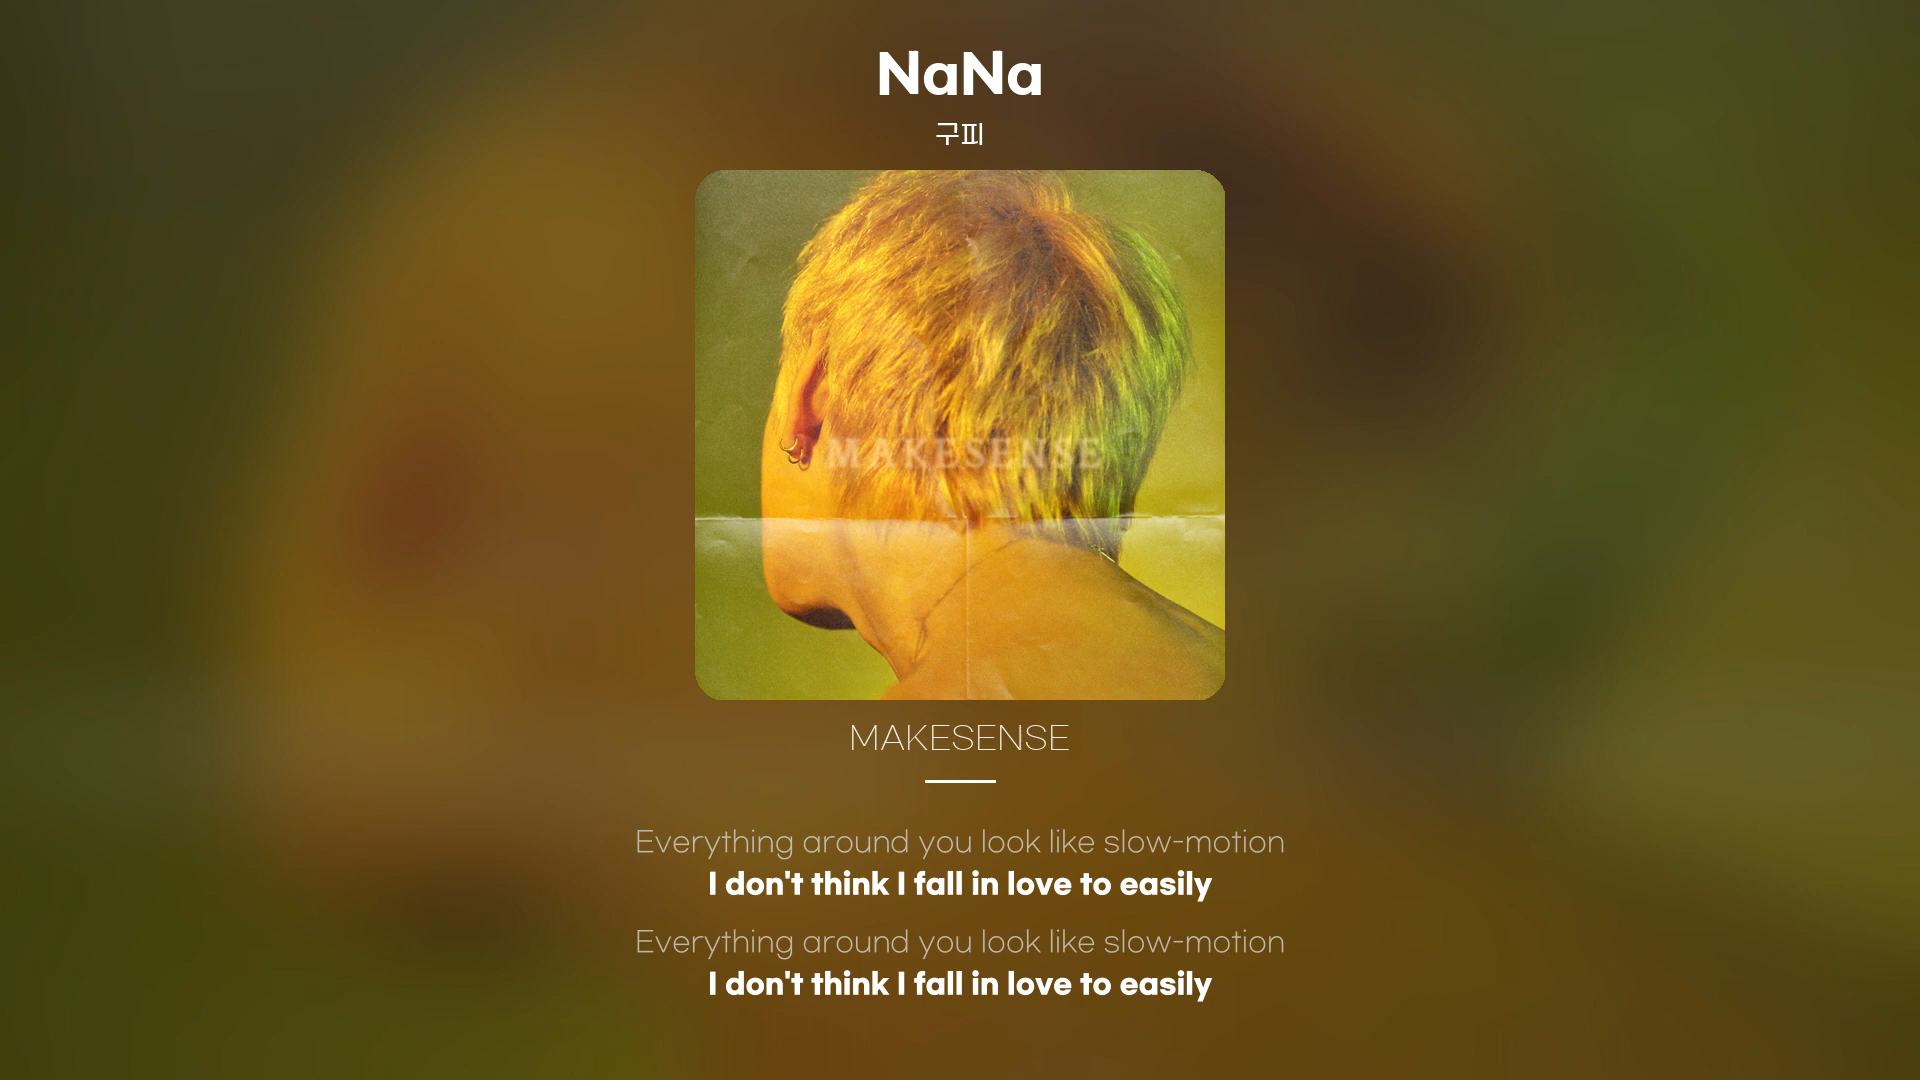 NaNa
구피
MAKESENSE
MAKESENSE
Everything around you look like slow-motion
I don't think I fall in love to easily
Everything around you look like slow-motion
I don't think I fall in love to easily